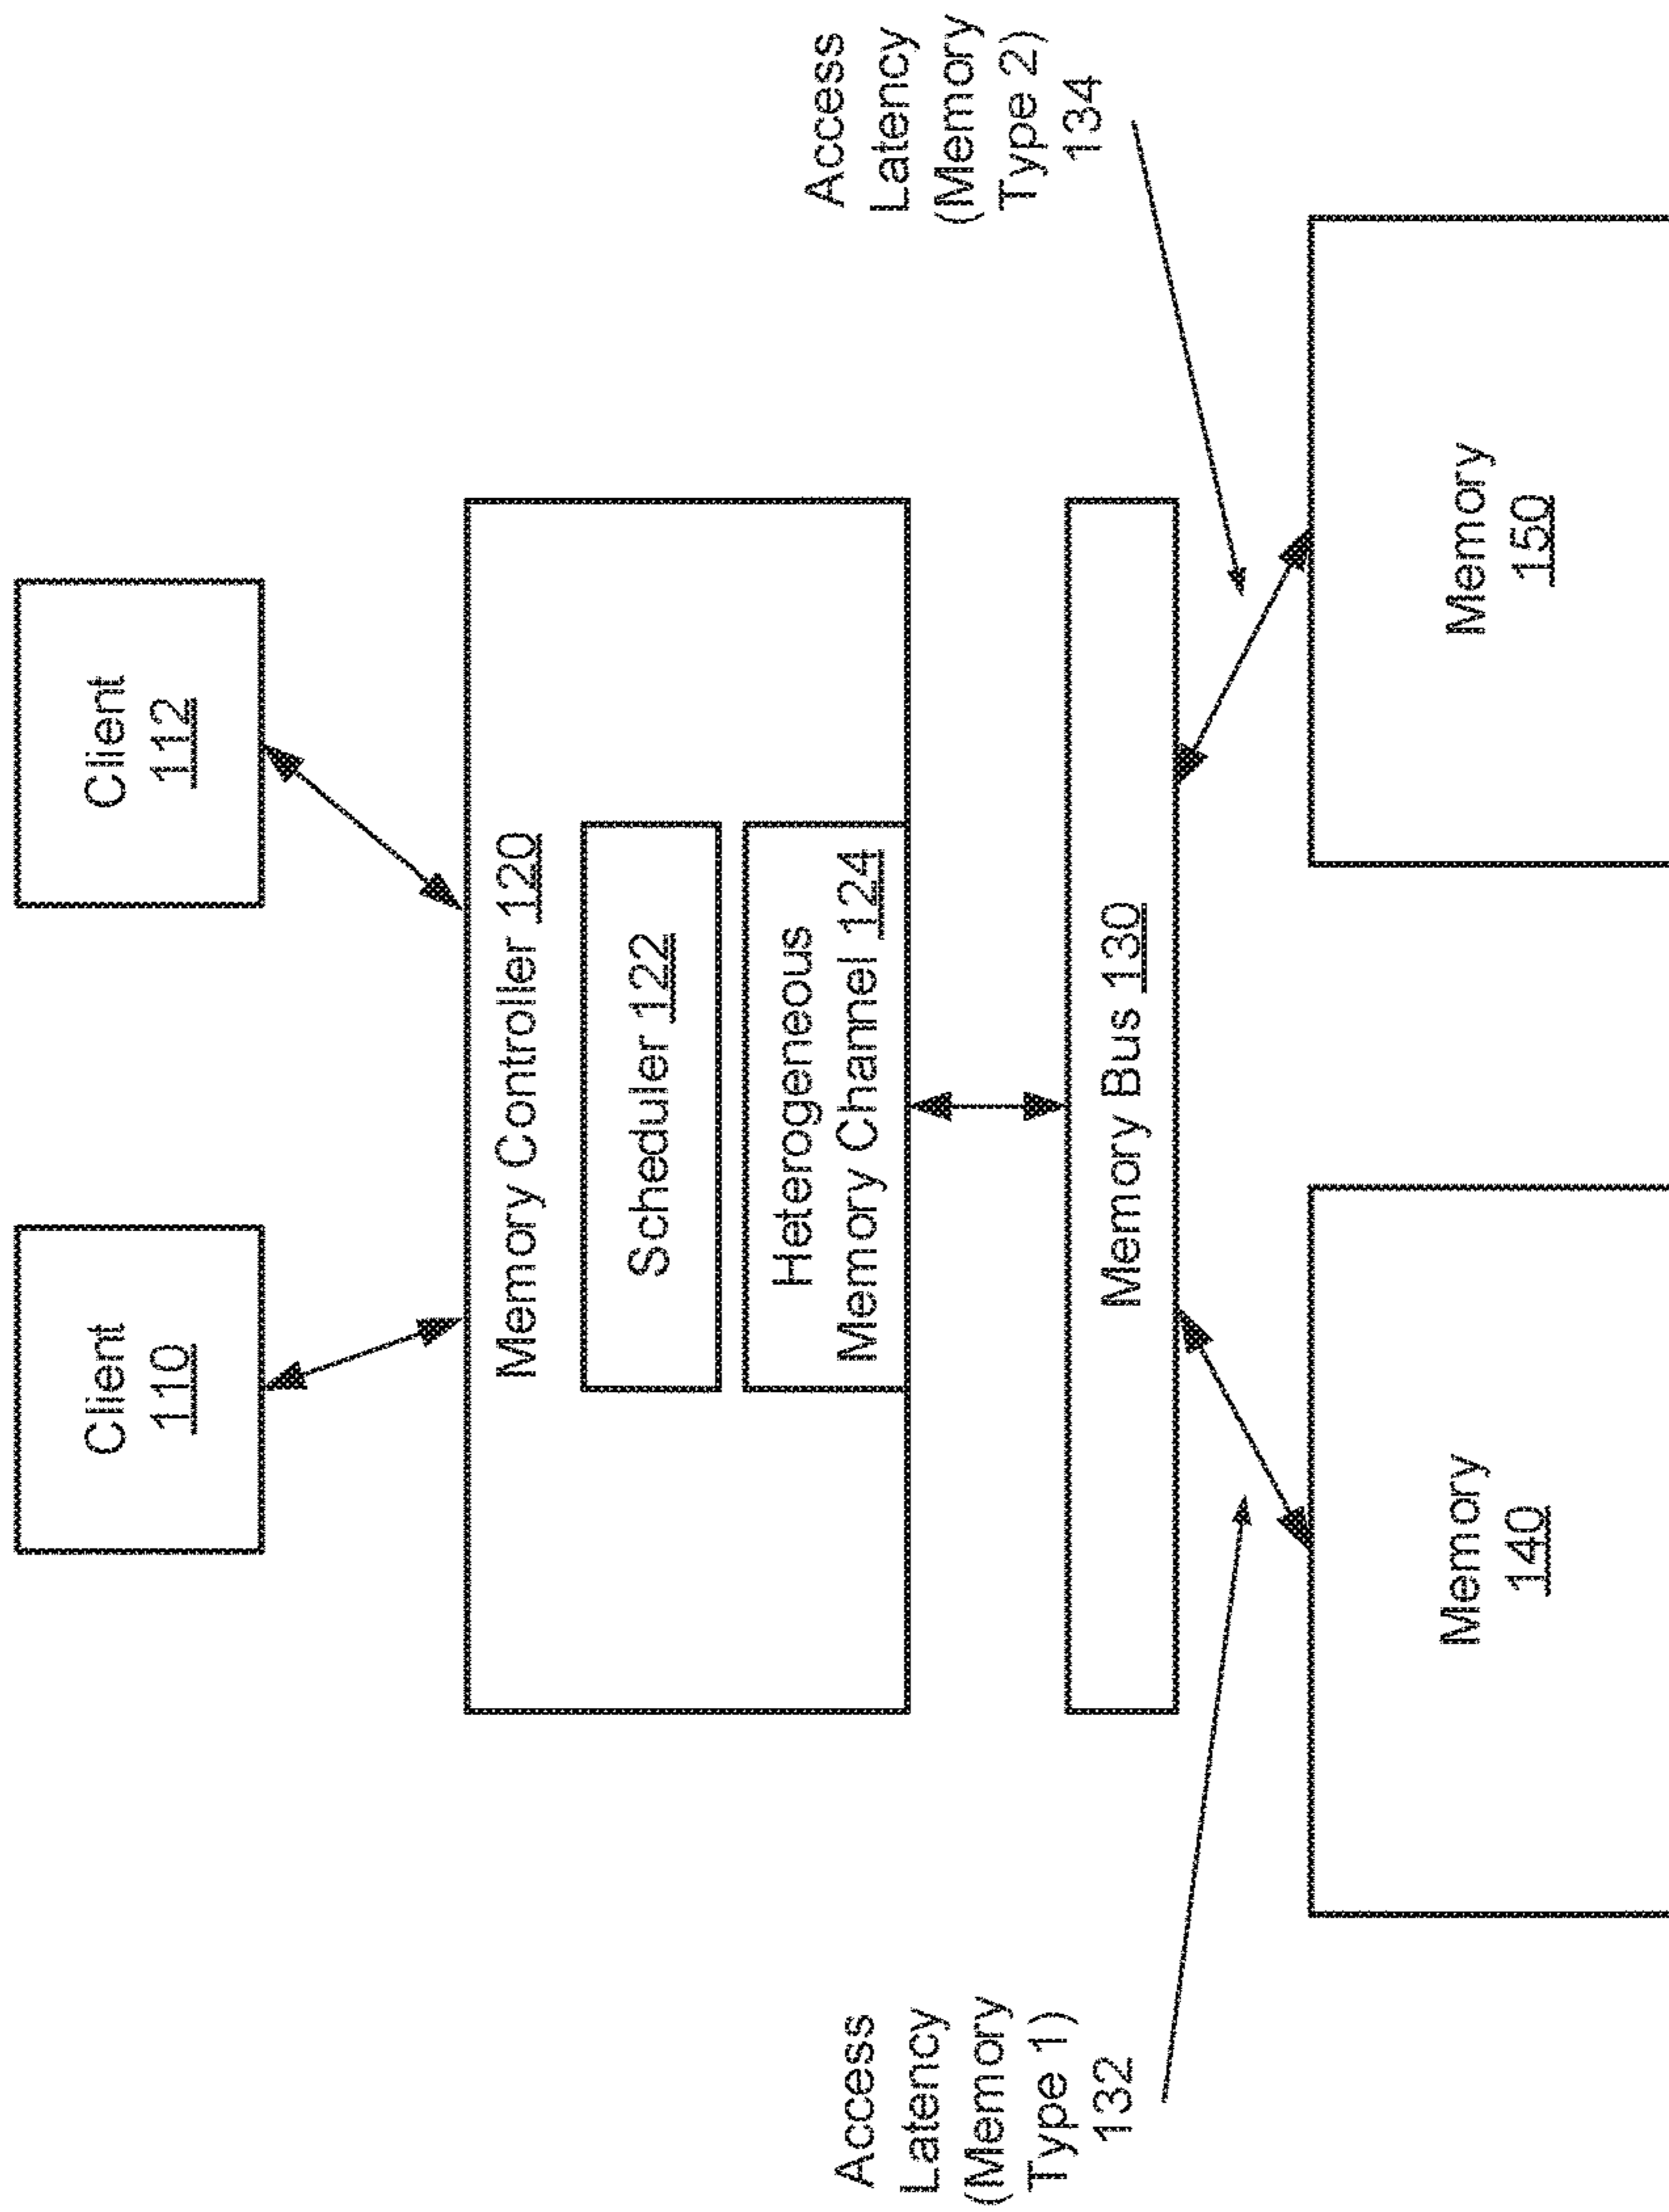 Client
110
Client
112
Memory Controller 120
Scheduler 122
Heterogeneous
Memory Channel 124
Memory Bus 130
Access
Latency
(Memory
Type 1)
132
Access
Latency
(Memory
Type 2)
134
Memory
140
Memory
150